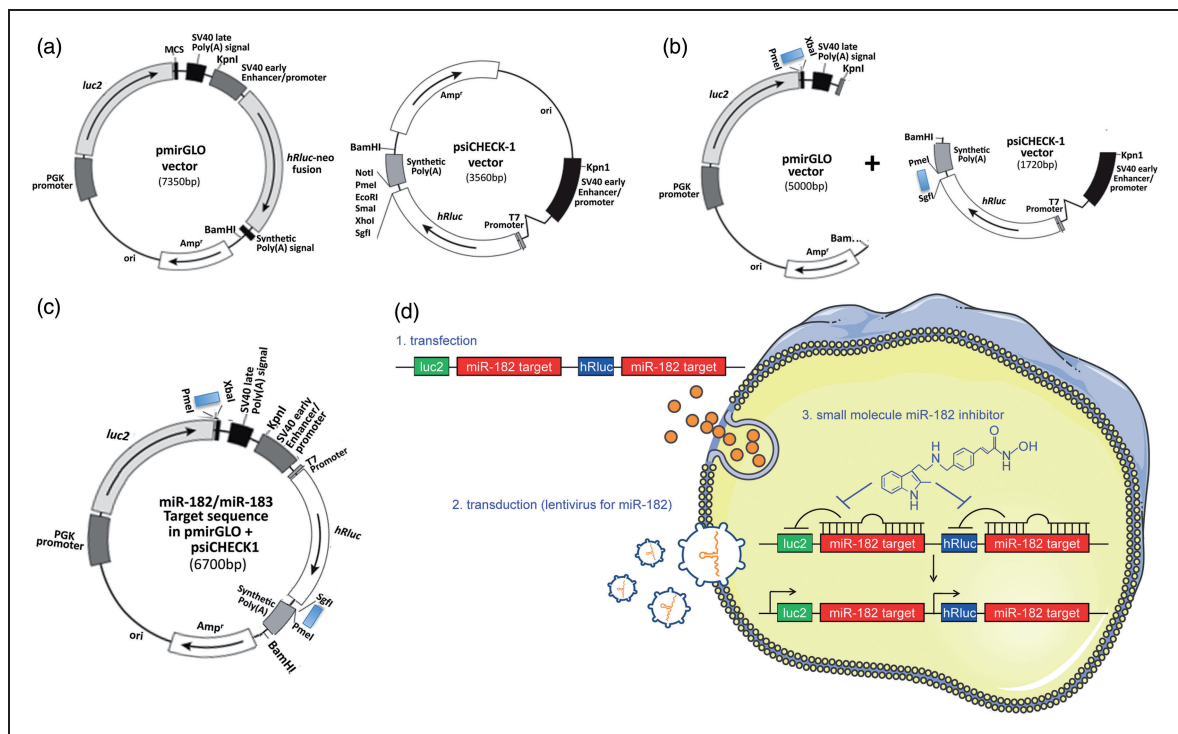 (a)
MCS
SV40 late
Poly(A) signal
KpnI
SV40 early
Enhancer/promoter
luc2
pmirGLO
vector
(7350bp)
hRluc-neo
fusion
PGK
promoter
BamHI
Synthetic
Poly(A) signal
Ampr
ori
Ampr
ori
BamHI
Synthetic
Poly(A)
psiCHECK-1
vector
(3560bp)
NotI
PmeI
EcoRI
SmaI
XhoI
SgfI
Kpn1
SV40 early
Enhancer/
promoter
T7
Promoter
hRluc
(b)
PmeI
XbaI
SV40 late
Poly(A) signal
KpnI
luc2
pmirGLO
vector
(5000bp)
PGK
promoter
Bam...
Ampr
ori
+
BamHI
Synthetic
Poly(A)
psiCHECK-1
vector
(1720bp)
PmeI
SgfI
Kpn1
SV40 early
Enhancer/
promoter
T7
Promoter
hRluc
(c)
PmeI
XbaI
SV40 late
Poly(A) signal
KpnI
SV40 early
Enhancer/
promoter
T7
Promoter
luc2
miR-182/miR-183
Target sequence
in pmirGLO +
psiCHECK1
(6700bp)
hRluc
PGK
promoter
Synthetic
Poly(A)
SgfI
PmeI
BamHI
Ampr
ori
(d)
1. transfection
luc2 miR-182 target hRluc miR-182 target
2. transduction (lentivirus for miR-182)
3. small molecule miR-182 inhibitor
O
H
N
N
H
OH
N
H
luc2 miR-182 target hRluc miR-182 target
luc2 miR-182 target hRluc miR-182 target